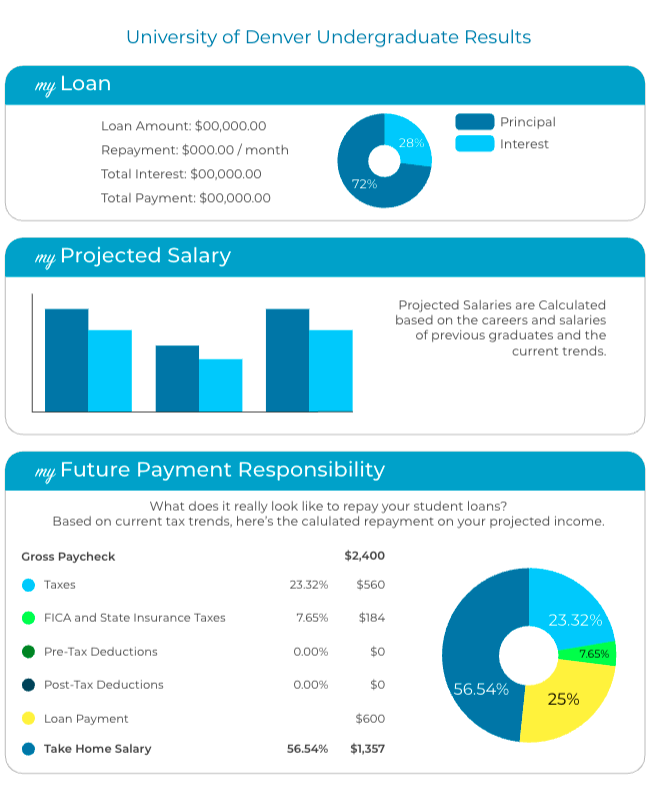 University of Denver Undergraduate Results
my Loan
Loan Amount: $00,000.00
Repayment: $000.00 / month
Total Interest: $00,000.00
Total Payment: $00,000.00
28%
72%
Principal
Interest
my Projected Salary
Projected Salaries are Calculated
based on the careers and salaries
of previous graduates and the
current trends.
my Future Payment Responsibility
What does it really look like to repay your student loans?
Based on current tax trends, here's the calulated repayment on your projected income.
Gross Paycheck $2,400
Taxes 23.32% $560
FICA and State Insurance Taxes 7.65% $184
Pre-Tax Deductions 0.00% $0
Post-Tax Deductions 0.00% $0
Loan Payment $600
Take Home Salary 56.54% $1,357
23.32%
7.65%
56.54%
25%